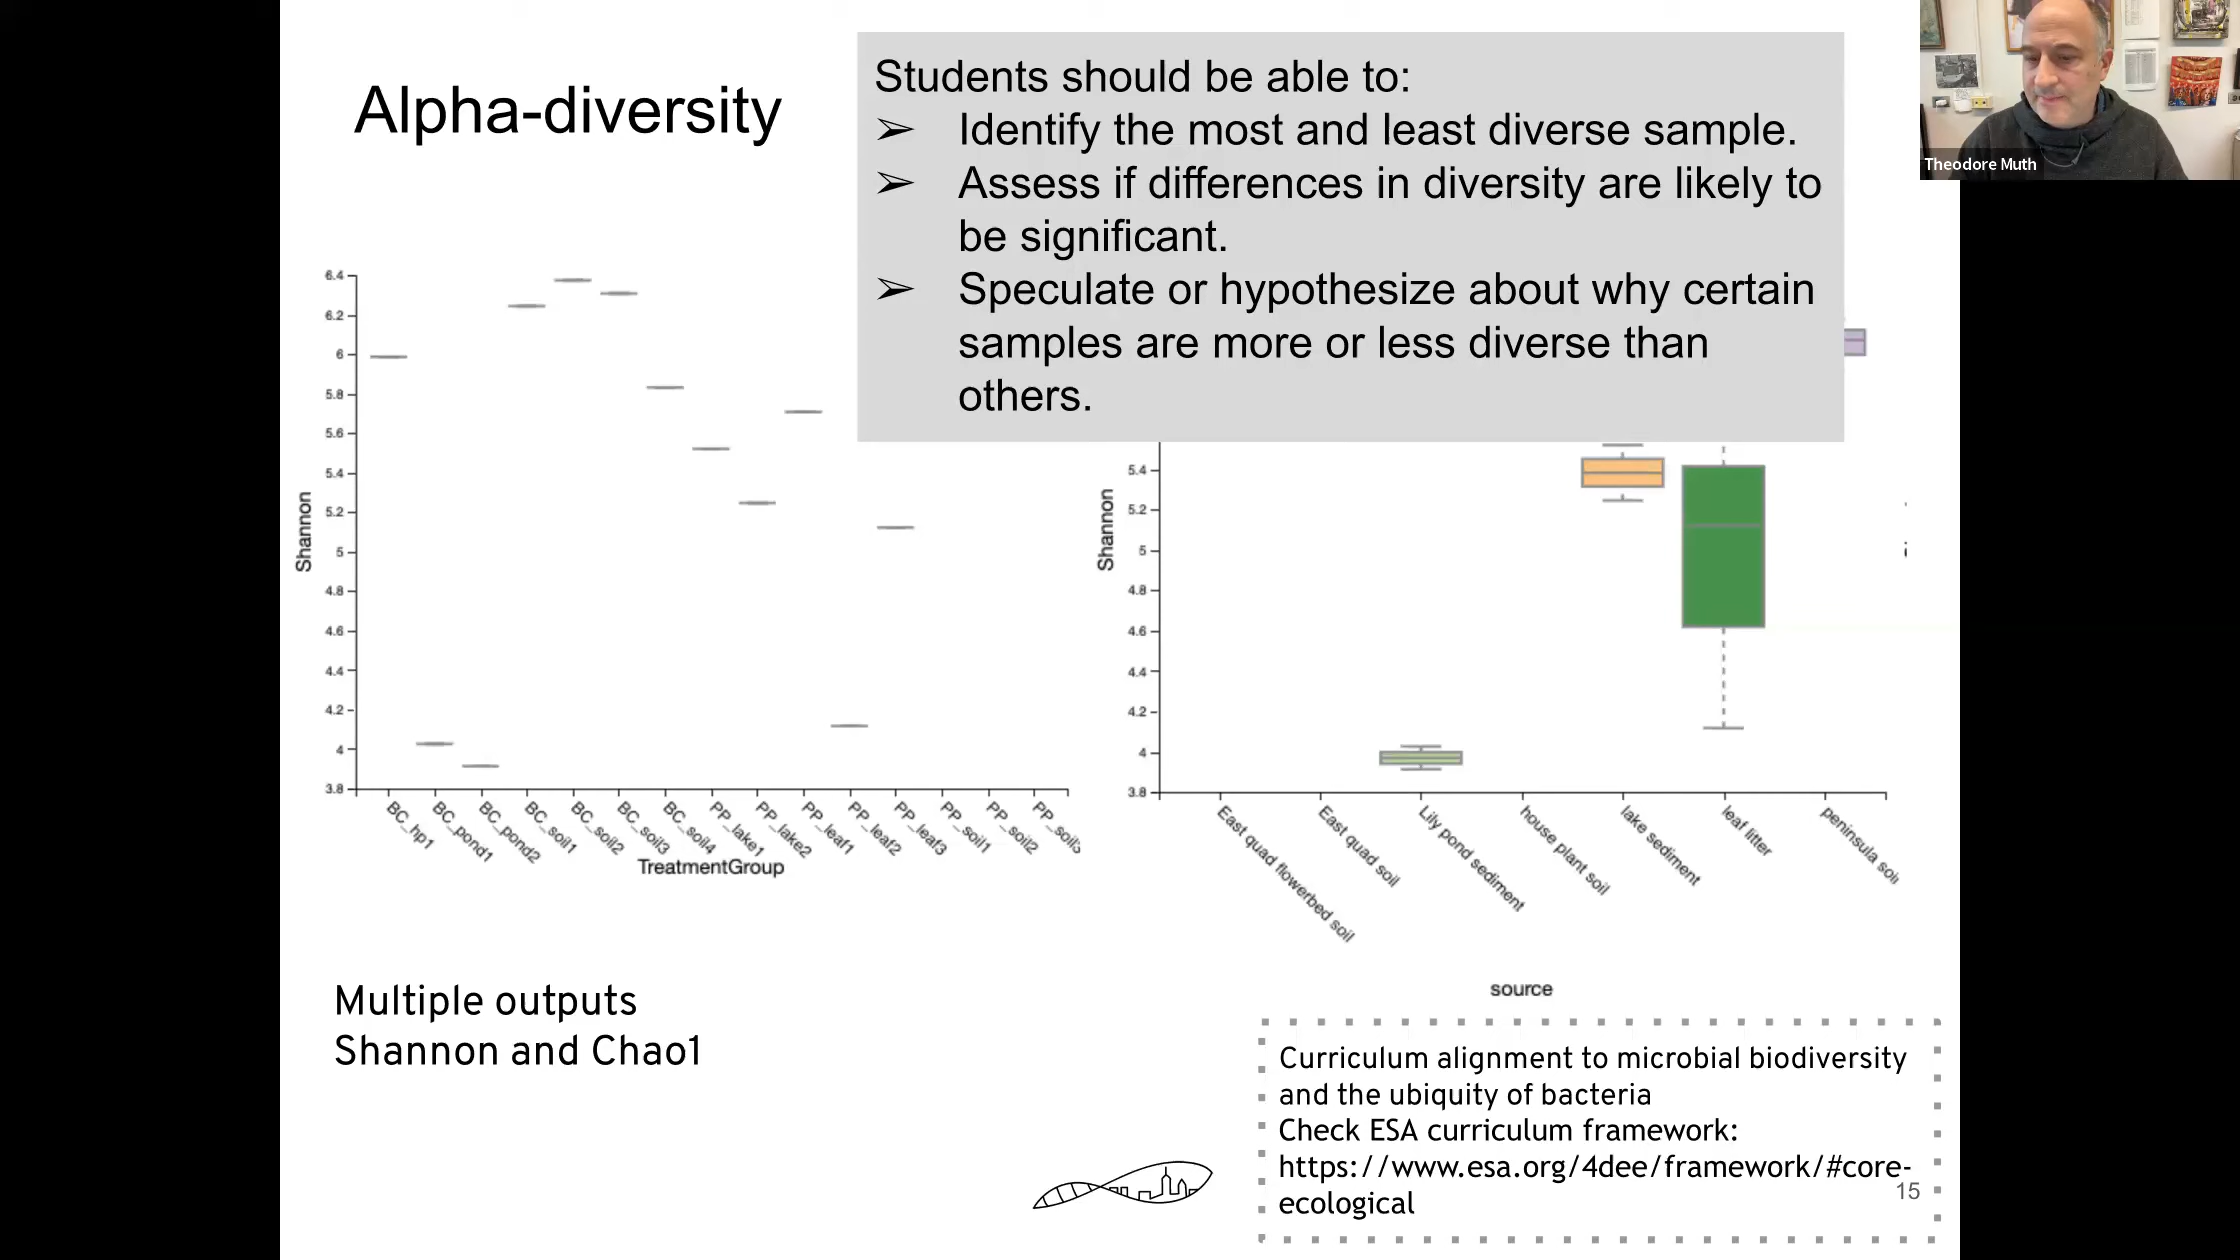 Alpha-diversity
Students should be able to:
➢ Identify the most and least diverse sample.
➢ Assess if differences in diversity are likely to
be significant.
➢ Speculate or hypothesize about why certain
samples are more or less diverse than
others.
Theodore Muth
6.4
6.2
6
5.8
5.6
5.4
5.2
5
4.8
4.6
4.4
4.2
4
3.8
Shannon
BC_hp1
BC_pond1
BC_pond2
BC_soil1
BC_soil2
BC_soil3
BC_soil4
PP_lake1
PP_lake2
PP_leaf1
PP_leaf2
PP_leaf3
PP_soil1
PP_soil2
PP_soil3
TreatmentGroup
5.4
5.2
5
4.8
4.6
4.4
4.2
4
3.8
Shannon
East quad flowerbed soil
East quad soil
Lily pond sediment
house plant soil
lake sediment
leaf litter
peninsula soil
source
Multiple outputs
Shannon and Chao1
Curriculum alignment to microbial biodiversity
and the ubiquity of bacteria
Check ESA curriculum framework:
https://www.esa.org/4dee/framework/#core-
ecological
15